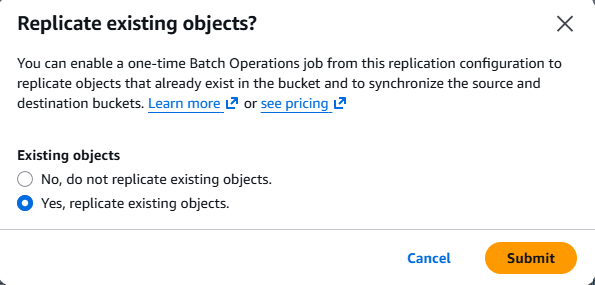 Replicate existing objects?
You can enable a one-time Batch Operations job from this replication configuration to
replicate objects that already exist in the bucket and to synchronize the source and
destination buckets. Learn more or see pricing
Existing objects
No, do not replicate existing objects.
Yes, replicate existing objects.
Cancel Submit